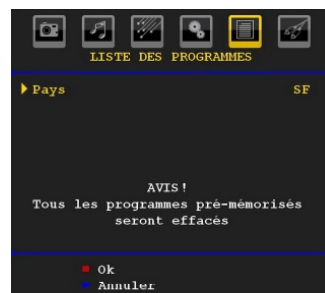 LISTE DES PROGRAMMES
Pays SF
AVIS!
Tous les programmes pré-mémorisés
seront effacés
Ok
Annuler